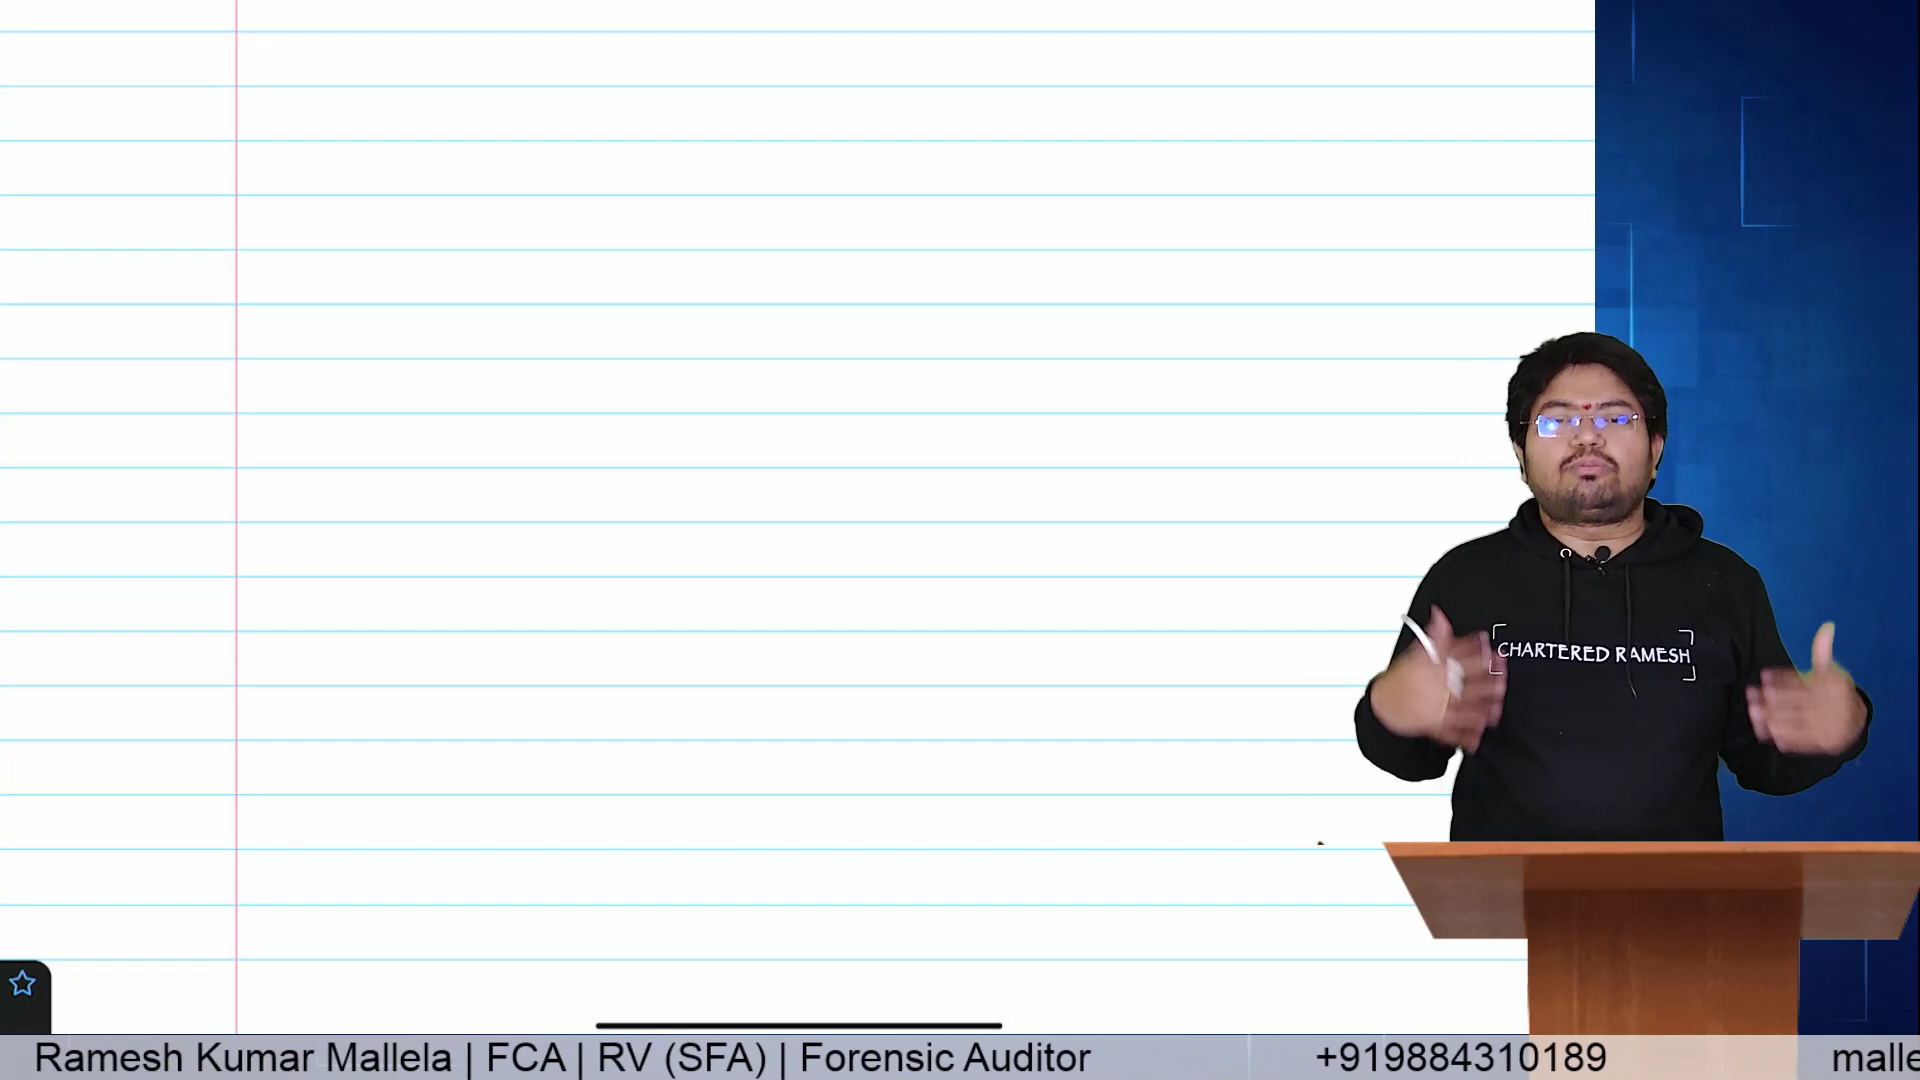 CHARTERED RAMESH
Ramesh Kumar Mallela | FCA | RV (SFA) | Forensic Auditor +919884310189 malle